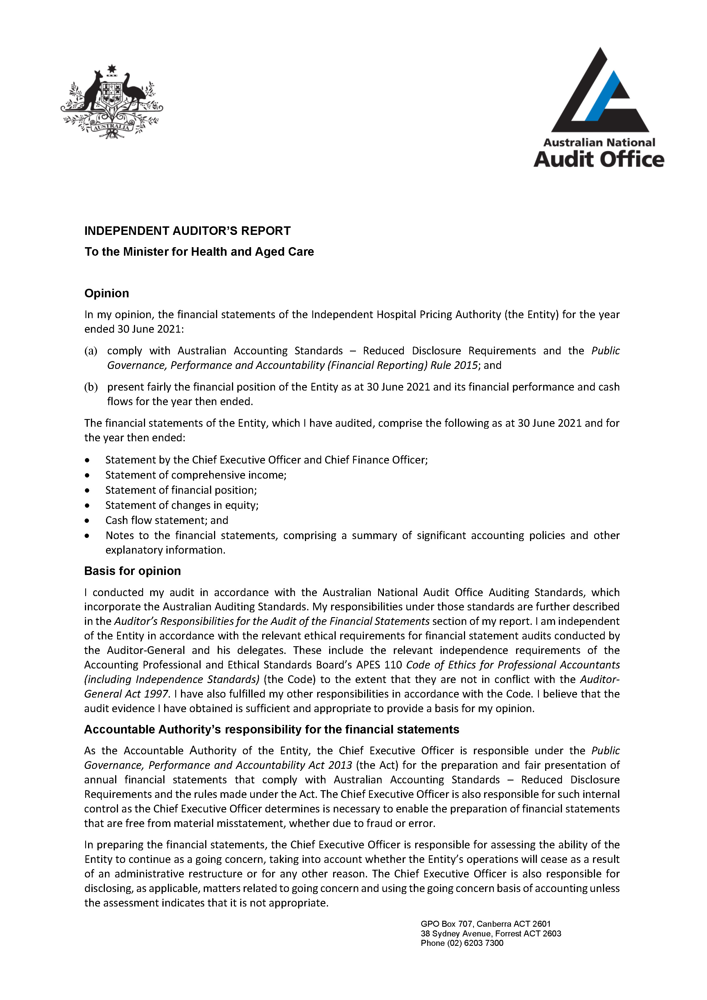 AUSTRALIA
Australian National
Audit Office
INDEPENDENT AUDITOR’S REPORT
To the Minister for Health and Aged Care
Opinion
In my opinion, the financial statements of the Independent Hospital Pricing Authority (the Entity) for the year
ended 30 June 2021:
(a) comply with Australian Accounting Standards – Reduced Disclosure Requirements and the Public
Governance, Performance and Accountability (Financial Reporting) Rule 2015; and
(b) present fairly the financial position of the Entity as at 30 June 2021 and its financial performance and cash
flows for the year then ended.
The financial statements of the Entity, which I have audited, comprise the following as at 30 June 2021 and for
the year then ended:
• Statement by the Chief Executive Officer and Chief Finance Officer;
• Statement of comprehensive income;
• Statement of financial position;
• Statement of changes in equity;
• Cash flow statement; and
• Notes to the financial statements, comprising a summary of significant accounting policies and other
explanatory information.
Basis for opinion
I conducted my audit in accordance with the Australian National Audit Office Auditing Standards, which
incorporate the Australian Auditing Standards. My responsibilities under those standards are further described
in the Auditor’s Responsibilities for the Audit of the Financial Statements section of my report. I am independent
of the Entity in accordance with the relevant ethical requirements for financial statement audits conducted by
the Auditor-General and his delegates. These include the relevant independence requirements of the
Accounting Professional and Ethical Standards Board’s APES 110 Code of Ethics for Professional Accountants
(including Independence Standards) (the Code) to the extent that they are not in conflict with the Auditor-
General Act 1997. I have also fulfilled my other responsibilities in accordance with the Code. I believe that the
audit evidence I have obtained is sufficient and appropriate to provide a basis for my opinion.
Accountable Authority’s responsibility for the financial statements
As the Accountable Authority of the Entity, the Chief Executive Officer is responsible under the Public
Governance, Performance and Accountability Act 2013 (the Act) for the preparation and fair presentation of
annual financial statements that comply with Australian Accounting Standards – Reduced Disclosure
Requirements and the rules made under the Act. The Chief Executive Officer is also responsible for such internal
control as the Chief Executive Officer determines is necessary to enable the preparation of financial statements
that are free from material misstatement, whether due to fraud or error.
In preparing the financial statements, the Chief Executive Officer is responsible for assessing the ability of the
Entity to continue as a going concern, taking into account whether the Entity’s operations will cease as a result
of an administrative restructure or for any other reason. The Chief Executive Officer is also responsible for
disclosing, as applicable, matters related to going concern and using the going concern basis of accounting unless
the assessment indicates that it is not appropriate.
GPO Box 707, Canberra ACT 2601
38 Sydney Avenue, Forrest ACT 2603
Phone (02) 6203 7300